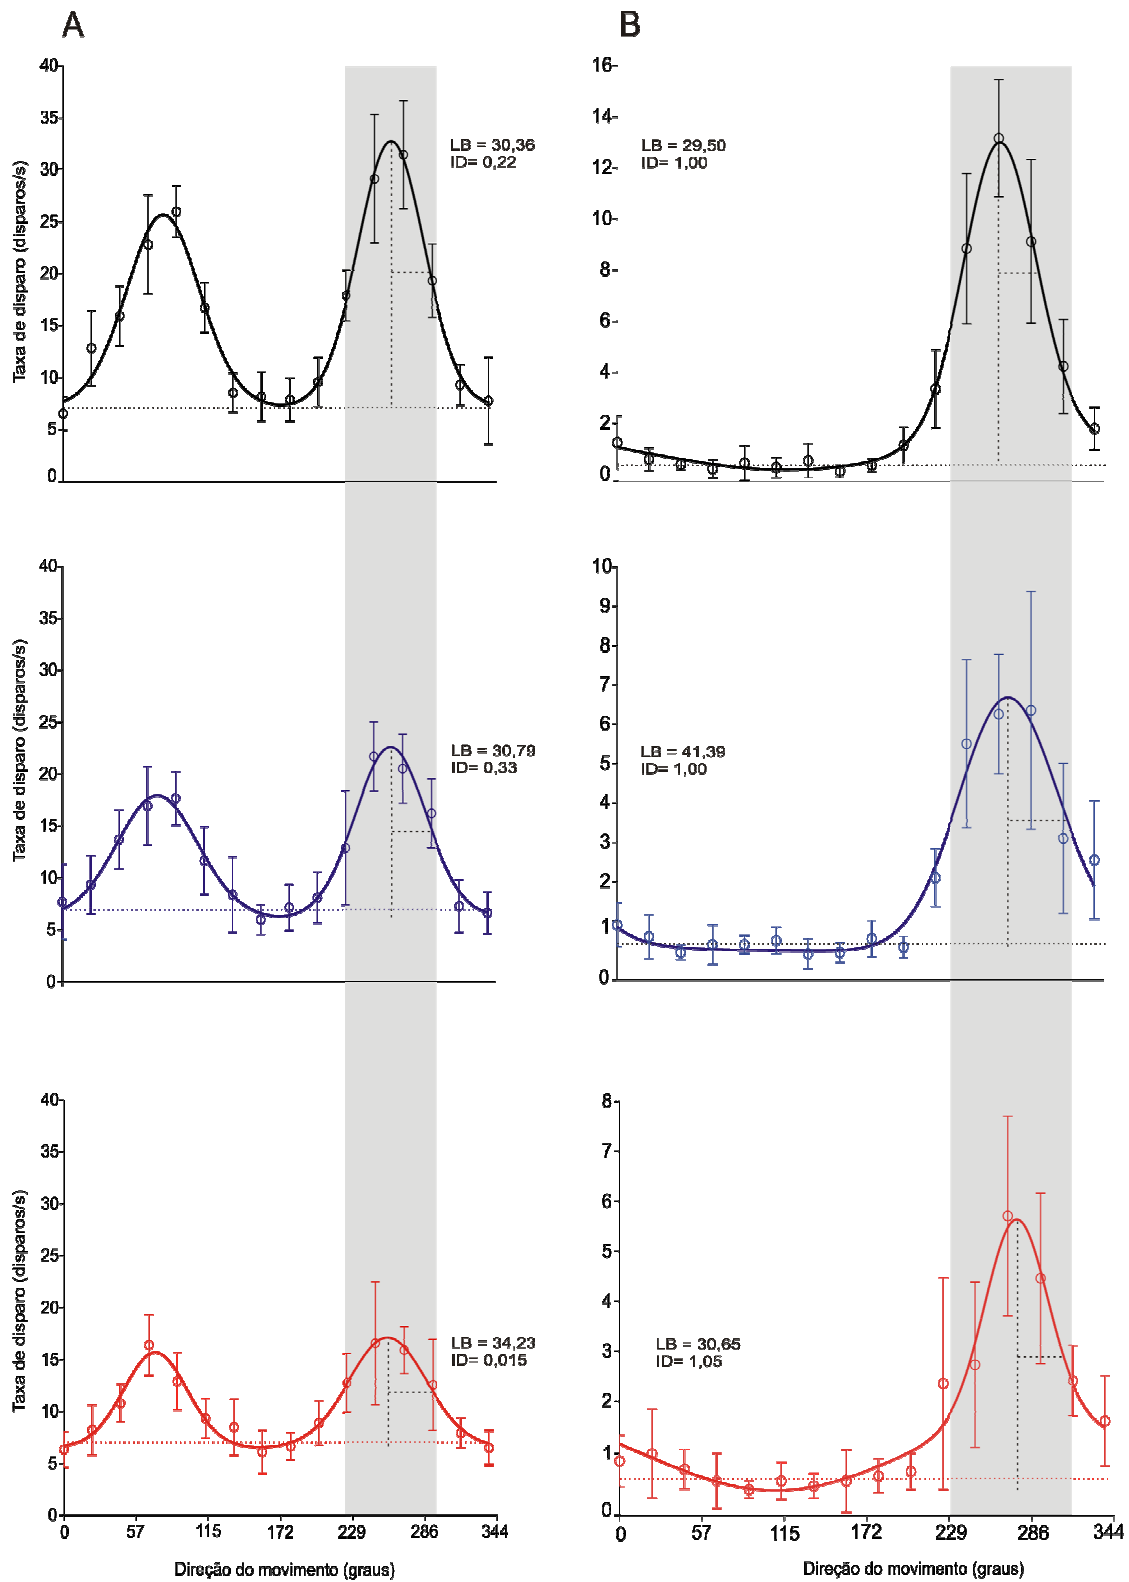 A
B
40
35
30
25
20
15
10
5
0
Taxa de disparo (disparos/s)
LB = 30,36
ID= 0,22
16
14
12
10
8
6
4
2
0
LB = 29,50
ID= 1,00
40
35
30
25
20
15
10
5
0
Taxa de disparo (disparos/s)
LB = 30,79
ID= 0,33
10
9
8
7
6
5
4
3
2
1
0
LB = 41,39
ID= 1,00
40
35
30
25
20
15
10
5
0
Taxa de disparo (disparos/s)
LB = 34,23
ID= 0,015
0 57 115 172 229 286 344
Direção do movimento (graus)
8
7
6
5
4
3
2
1
0
LB = 30,65
ID= 1,05
0 57 115 172 229 286 344
Direção do movimento (graus)